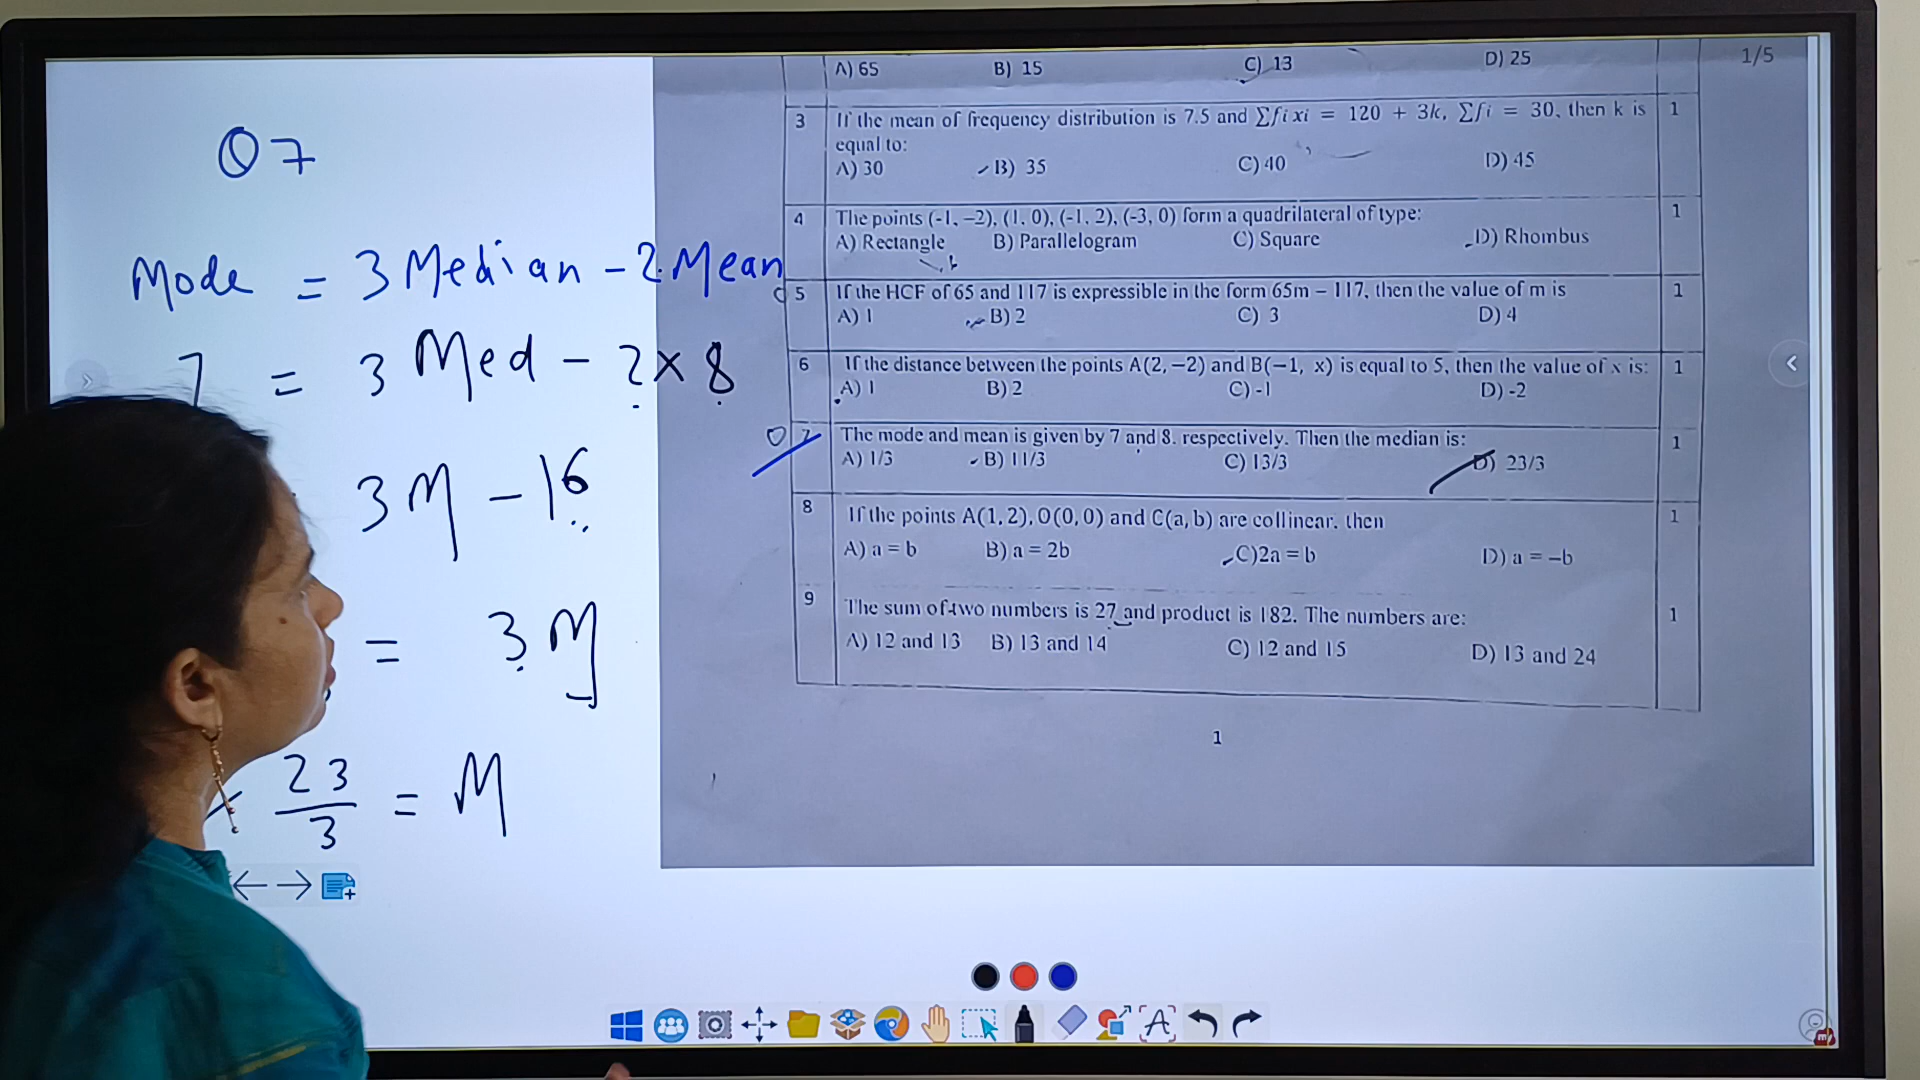 Q7
Mode = 3 Median - 2 Mean
7 = 3 Med - 2 x 8
3M - 16
= 3M
23/3 = M
A) 65 B) 15 C) 13 D) 25
1/5
3 If the mean of frequency distribution is 7.5 and ∑fixi = 120 + 3k, ∑fi = 30, then k is 1
equal to:
A) 30 B) 35 C) 40 D) 45
4 The points (-1, −2), (1, 0), (-1, 2), (-3, 0) form a quadrilateral of type: 1
A) Rectangle B) Parallelogram C) Square D) Rhombus
5 If the HCF of 65 and 117 is expressible in the form 65m − 117, then the value of m is 1
A) 1 B) 2 C) 3 D) 4
6 If the distance between the points A(2, −2) and B(−1, x) is equal to 5, then the value of x is: 1
A) 1 B) 2 C) -1 D) -2
7 The mode and mean is given by 7 and 8. respectively. Then the median is: 1
A) 1/3 B) 11/3 C) 13/3 D) 23/3
8 If the points A(1, 2), O(0, 0) and C(a, b) are collinear. then 1
A) a = b B) a = 2b C)2a = b D) a = −b
9 The sum of two numbers is 27 and product is 182. The numbers are: 1
A) 12 and 13 B) 13 and 14 C) 12 and 15 D) 13 and 24
1